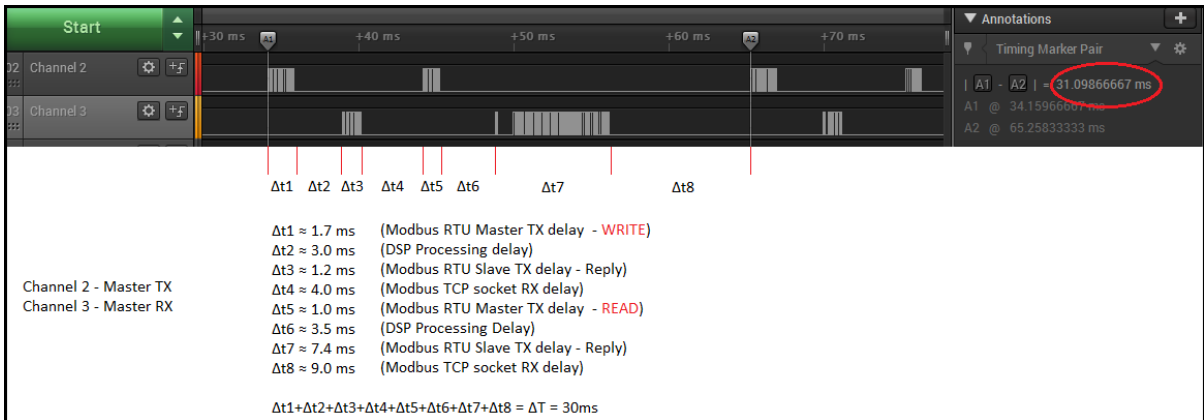 Start
+30 ms
A1
+40 ms
+50 ms
+60 ms
A2
+70 ms
Annotations
+
02 Channel 2
Timing Marker Pair
| A1 - A2 | = 31.09866667 ms
03 Channel 3
A1 @ 34.15966667 ms
A2 @ 65.25833333 ms
Δt1 Δt2 Δt3 Δt4 Δt5 Δt6 Δt7 Δt8
Δt1 ≈ 1.7 ms (Modbus RTU Master TX delay - WRITE)
Δt2 ≈ 3.0 ms (DSP Processing delay)
Δt3 ≈ 1.2 ms (Modbus RTU Slave TX delay - Reply)
Channel 2 - Master TX
Δt4 ≈ 4.0 ms (Modbus TCP socket RX delay)
Channel 3 - Master RX
Δt5 ≈ 1.0 ms (Modbus RTU Master TX delay - READ)
Δt6 ≈ 3.5 ms (DSP Processing Delay)
Δt7 ≈ 7.4 ms (Modbus RTU Slave TX delay - Reply)
Δt8 ≈ 9.0 ms (Modbus TCP socket RX delay)
Δt1+Δt2+Δt3+Δt4+Δt5+Δt6+Δt7+Δt8 = ΔT = 30ms